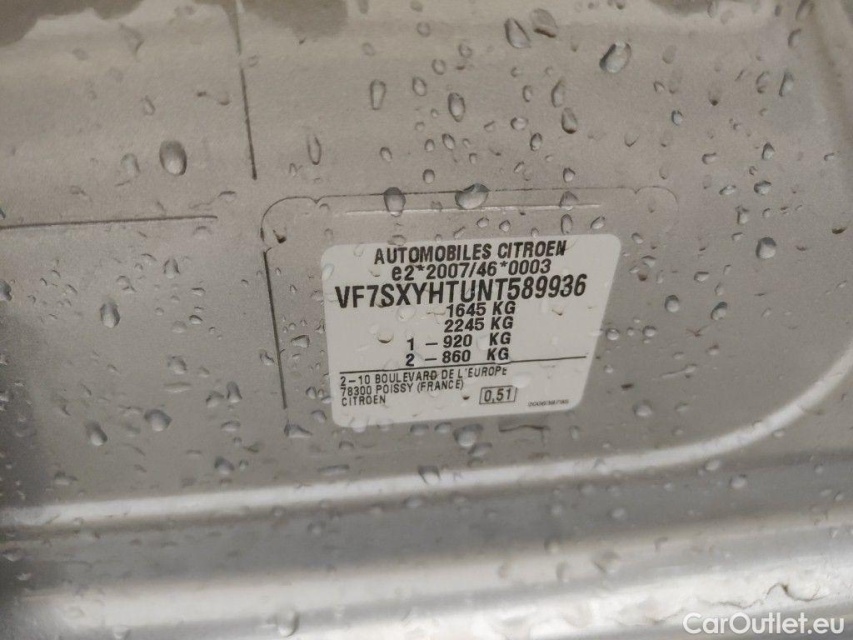 AUTOMOBILES CITROEN
e2*2007/46*0003
VF7SXYHTUNT589936
1645 KG
2245 KG
1 - 920 KG
2 - 860 KG
2-10 BOULEVARD DE L'EUROPE
78300 POISSY (FRANCE)
CITROEN
0,51
CarOutlet.eu